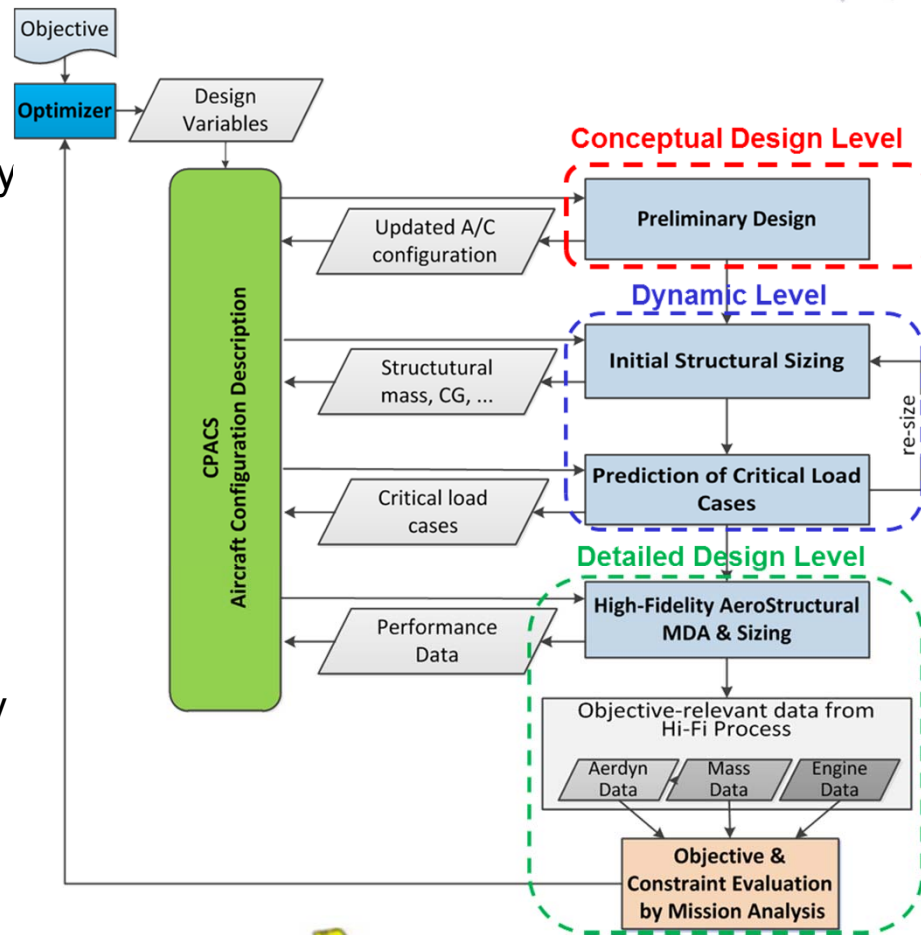 Objective
Optimizer
Design
Variables
Conceptual Design Level
y
Preliminary Design
Updated A/C
configuration
Dynamic Level
Initial Structural Sizing
Structutural
mass, CG, ...
re-size
CPACS
Aircraft Configuration Description
Prediction of Critical Load
Cases
Critical load
cases
Detailed Design Level
High-Fidelity AeroStructural
MDA & Sizing
Performance
Data
y
Objective-relevant data from
Hi-Fi Process
Aerdyn
Data
Mass
Data
Engine
Data
Objective &
Constraint Evaluation
by Mission Analysis